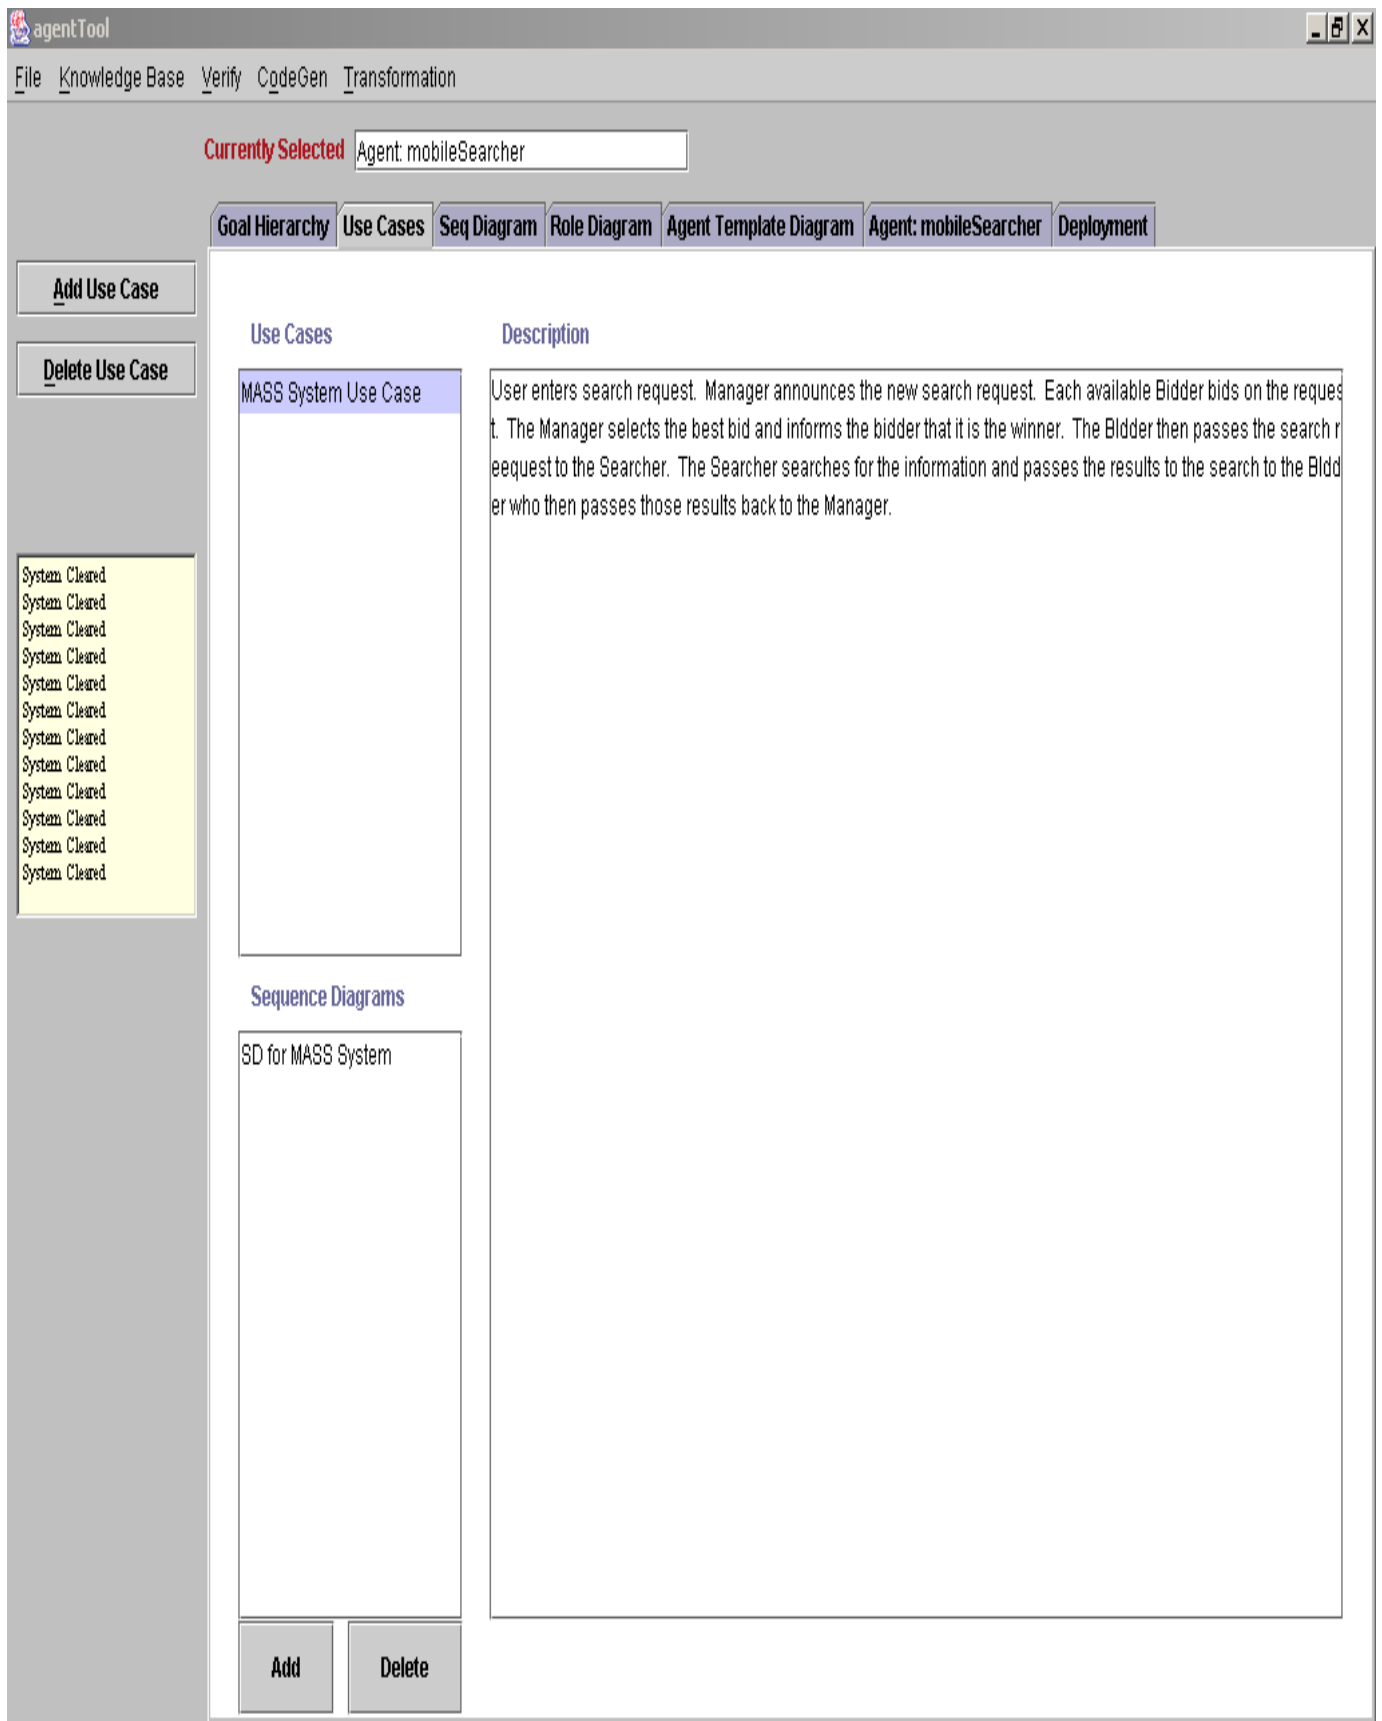 agentTool
File Knowledge Base Verify CodeGen Transformation
Currently Selected Agent: mobileSearcher
Goal Hierarchy Use Cases Seq Diagram Role Diagram Agent Template Diagram Agent: mobileSearcher Deployment
Add Use Case
Delete Use Case
System Cleared
System Cleared
System Cleared
System Cleared
System Cleared
System Cleared
System Cleared
System Cleared
System Cleared
System Cleared
System Cleared
System Cleared
Use Cases
MASS System Use Case
Description
User enters search request. Manager announces the new search request. Each available Bidder bids on the reques
t. The Manager selects the best bid and informs the bidder that it is the winner. The BIdder then passes the search r
eequest to the Searcher. The Searcher searches for the information and passes the results to the search to the BIdd
er who then passes those results back to the Manager.
Sequence Diagrams
SD for MASS System
Add Delete